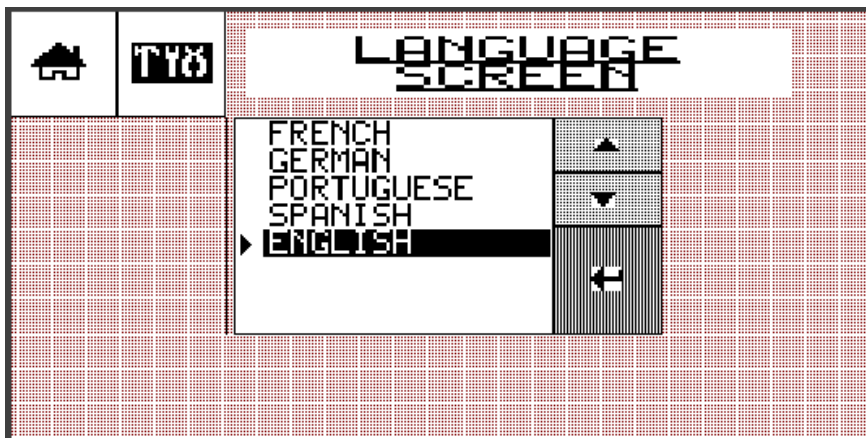 LANGUAGE
SCREEN
FRENCH
GERMAN
PORTUGUESE
SPANISH
ENGLISH